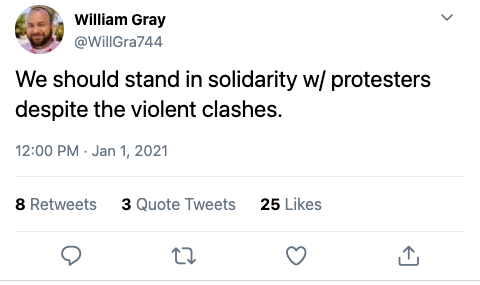 William Gray
@WillGra744
We should stand in solidarity w/ protesters
despite the violent clashes.
12:00 PM · Jan 1, 2021
8 Retweets 3 Quote Tweets 25 Likes